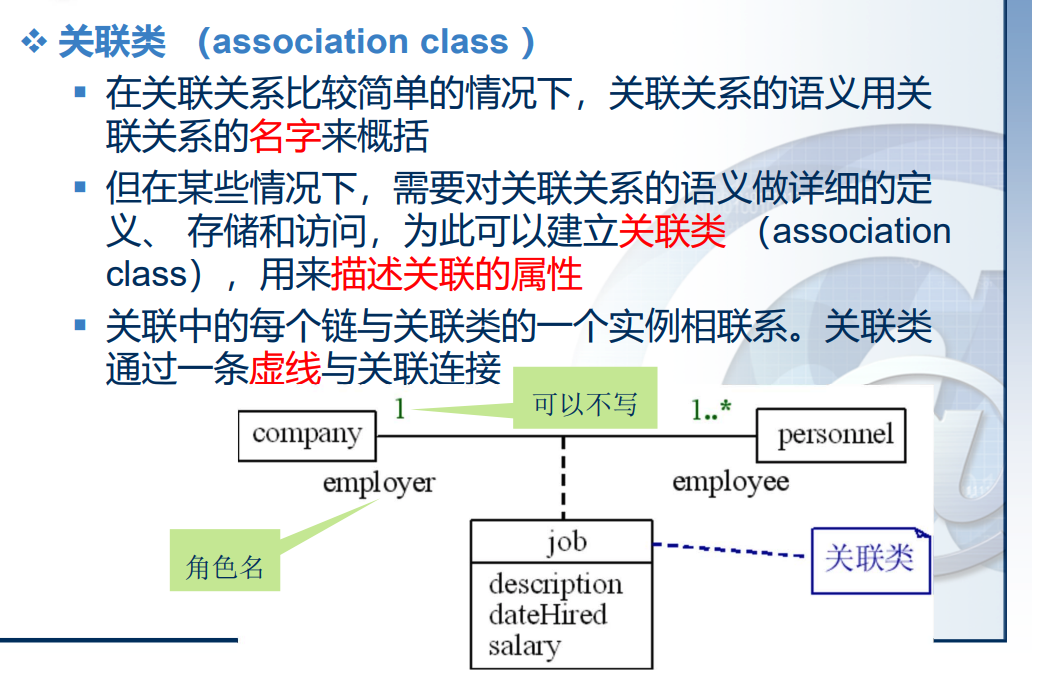 关联类 （association class ）
在关联关系比较简单的情况下，关联关系的语义用关
联关系的名字来概括
但在某些情况下，需要对关联关系的语义做详细的定
义、 存储和访问，为此可以建立关联类 （association
class），用来描述关联的属性
关联中的每个链与关联类的一个实例相联系。关联类
通过一条虚线与关联连接
1
可以不写
1..*
company
personnel
employer
employee
角色名
job
关联类
description
dateHired
salary